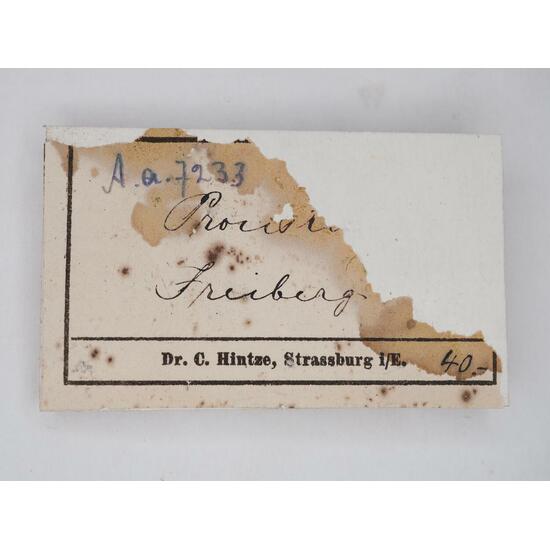 A.a.7233
Freiberg
Dr. C. Hintze, Strassburg i/E. 40.-